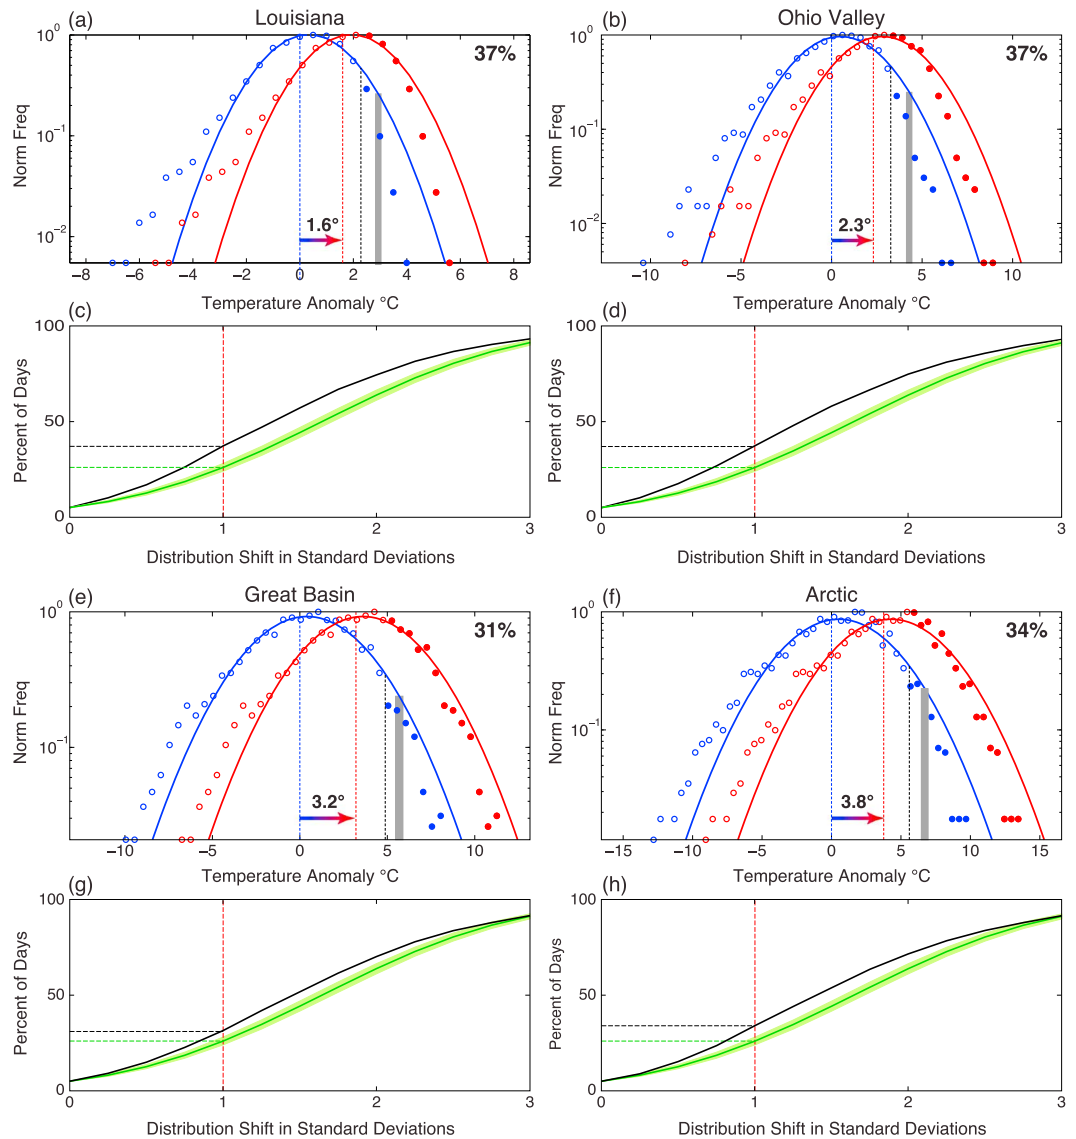 (a) Louisiana
(b) Ohio Valley
10⁰
10⁻¹
10⁻²
Norm Freq
37%
1.6°
−8 −6 −4 −2 0 2 4 6 8
Temperature Anomaly °C
10⁰
10⁻¹
10⁻²
Norm Freq
37%
2.3°
−10 −5 0 5 10
Temperature Anomaly °C
(c)
100
50
0
Percent of Days
0 1 2 3
Distribution Shift in Standard Deviations
(d)
100
50
0
Percent of Days
0 1 2 3
Distribution Shift in Standard Deviations
(e) Great Basin
(f) Arctic
10⁰
10⁻¹
Norm Freq
31%
3.2°
−10 −5 0 5 10
Temperature Anomaly °C
10⁰
10⁻¹
Norm Freq
34%
3.8°
−15 −10 −5 0 5 10 15
Temperature Anomaly °C
(g)
100
50
0
Percent of Days
0 1 2 3
Distribution Shift in Standard Deviations
(h)
100
50
0
Percent of Days
0 1 2 3
Distribution Shift in Standard Deviations